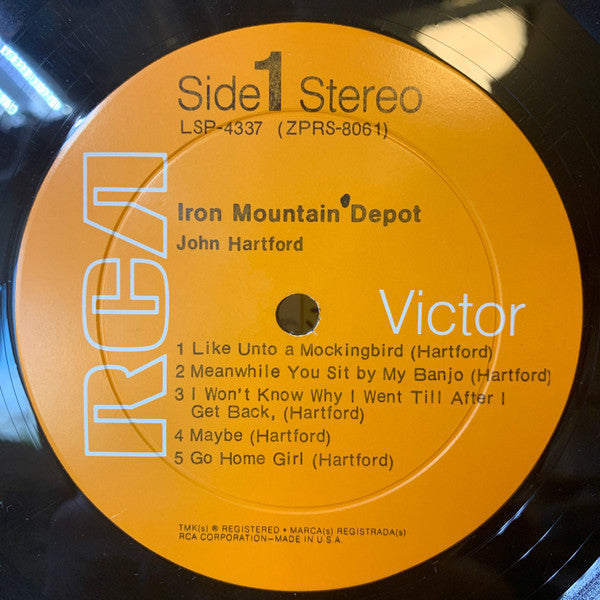 Side 1 Stereo
LSP-4337 (ZPRS-8061)
Iron Mountain Depot
John Hartford
RCA
Victor
1 Like Unto a Mockingbird (Hartford)
2 Meanwhile You Sit by My Banjo (Hartford)
3 I Won't Know Why I Went Till After I
Get Back, (Hartford)
4 Maybe (Hartford)
5 Go Home Girl (Hartford)
TMK(s) ® REGISTERED • MARCA(s) REGISTRADA(s)
RCA CORPORATION—MADE IN U.S.A.